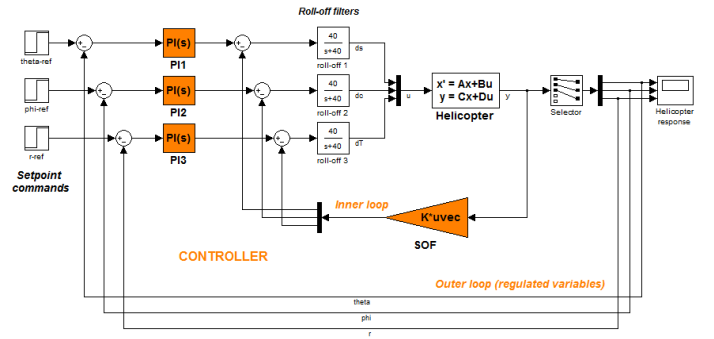 Roll-off filters
theta-ref
PI(s)
PI1
40
s+40
roll-off 1
ds
phi-ref
PI(s)
PI2
40
s+40
roll-off 2
dc
u
x' = Ax+Bu
y = Cx+Du
Helicopter
y
Selector
Helicopter
response
r-ref
PI(s)
PI3
40
s+40
roll-off 3
dT
Setpoint
commands
Inner loop
K*uvec
SOF
CONTROLLER
Outer loop (regulated variables)
theta
phi
r